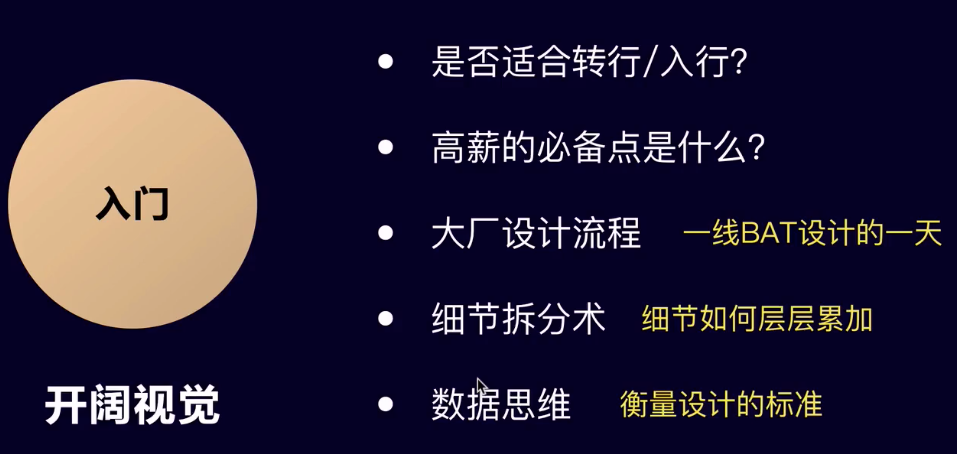 入门
开阔视觉
是否适合转行/入行?
高薪的必备点是什么?
大厂设计流程 一线BAT设计的一天
细节拆分术 细节如何层层累加
数据思维 衡量设计的标准